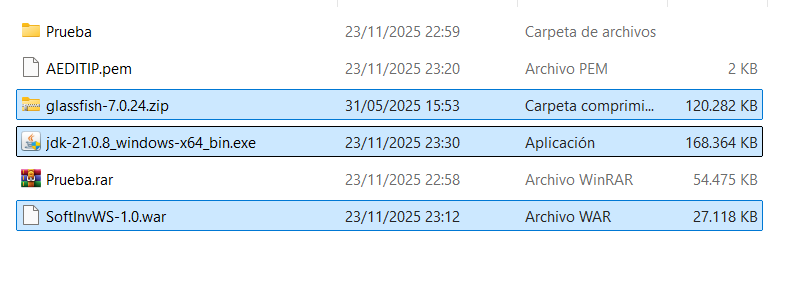 Prueba 23/11/2025 22:59 Carpeta de archivos
AEDITIP.pem 23/11/2025 23:20 Archivo PEM 2 KB
glassfish-7.0.24.zip 31/05/2025 15:53 Carpeta comprimi... 120.282 KB
jdk-21.0.8_windows-x64_bin.exe 23/11/2025 23:30 Aplicación 168.364 KB
Prueba.rar 23/11/2025 22:58 Archivo WinRAR 54.475 KB
SoftInvWS-1.0.war 23/11/2025 23:12 Archivo WAR 27.118 KB